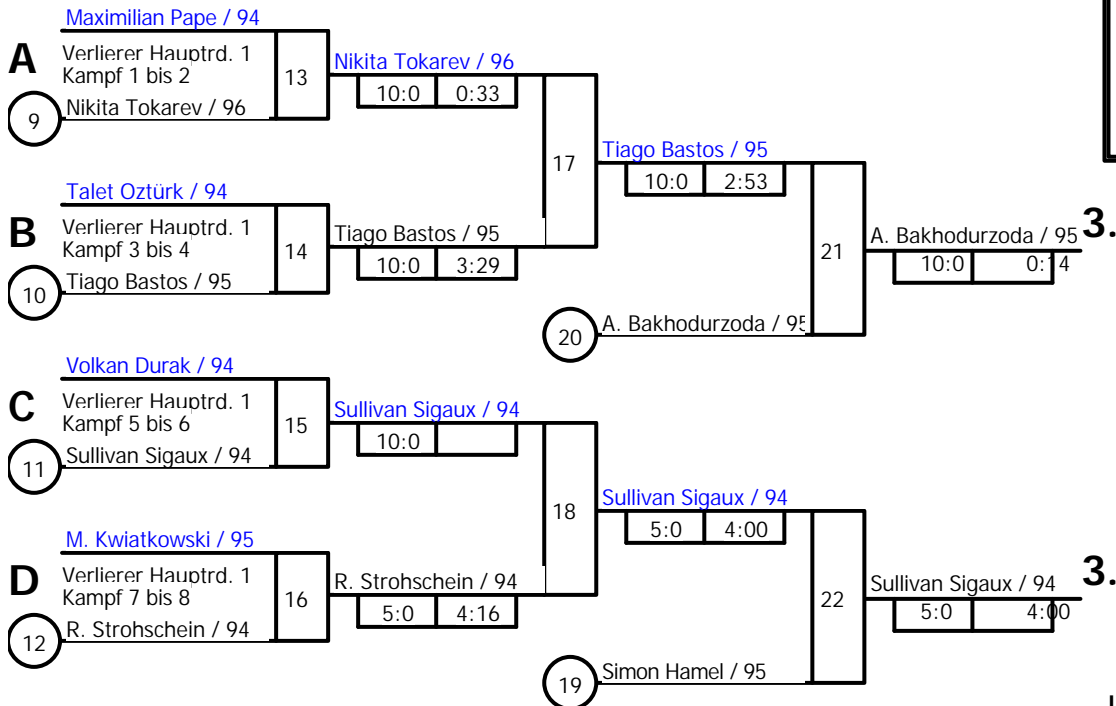 Maximilian Pape / 94
A
Verlierer Hauptrd. 1
Kampf 1 bis 2
13
9
Nikita Tokarev / 96
Nikita Tokarev / 96
10:0 0:33
17
Talet Oztürk / 94
B
Verlierer Hauptrd. 1
Kampf 3 bis 4
14
10
Tiago Bastos / 95
Tiago Bastos / 95
10:0 3:29
Tiago Bastos / 95
10:0 2:53
21
20
A. Bakhodurzoda / 95
A. Bakhodurzoda / 95
3.
10:0 0:14
Volkan Durak / 94
C
Verlierer Hauptrd. 1
Kampf 5 bis 6
15
11
Sullivan Sigaux / 94
Sullivan Sigaux / 94
10:0
18
M. Kwiatkowski / 95
D
Verlierer Hauptrd. 1
Kampf 7 bis 8
16
12
R. Strohschein / 94
R. Strohschein / 94
5:0 4:16
Sullivan Sigaux / 94
5:0 4:00
22
19
Simon Hamel / 95
Sullivan Sigaux / 94
3.
5:0 4:00